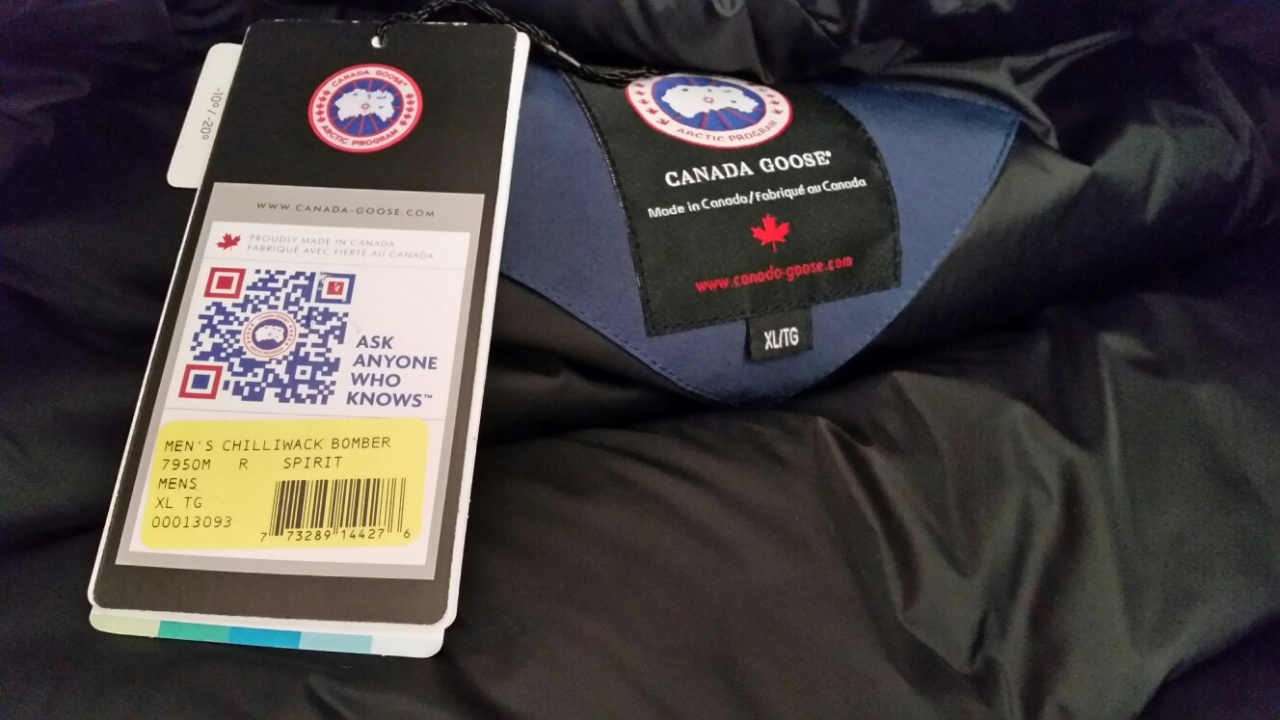 -10° / -20°
CANADA GOOSE
ARCTIC PROGRAM
WWW.CANADA-GOOSE.COM
PROUDLY MADE IN CANADA
FABRIQUÉ AVEC FIERTÉ AU CANADA
ASK
ANYONE
WHO
KNOWS™
MEN'S CHILLIWACK BOMBER
7950M R SPIRIT
MENS
XL TG
00013093
7 73289 14427 6
ARCTIC PROGRAM
CANADA GOOSE®
Made in Canada/Fabriqué au Canada
www.canada-goose.com
XL/TG